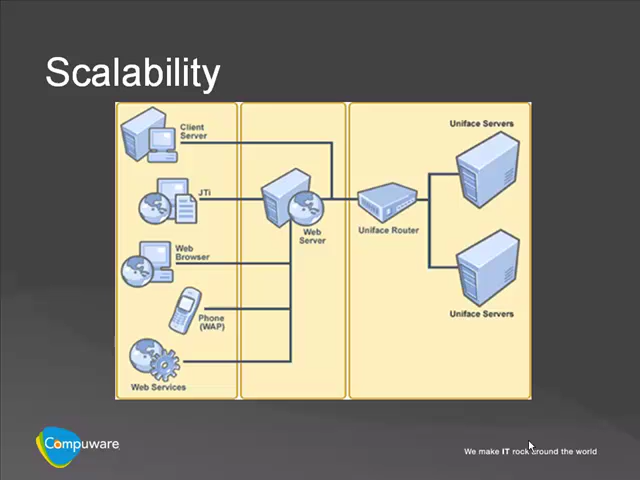 Scalability
Client
Server
Uniface Servers
JTi
Web
Server
Uniface Router
Web
Browser
Phone
(WAP)
Uniface Servers
Web Services
Compuware
We make IT rock around the world